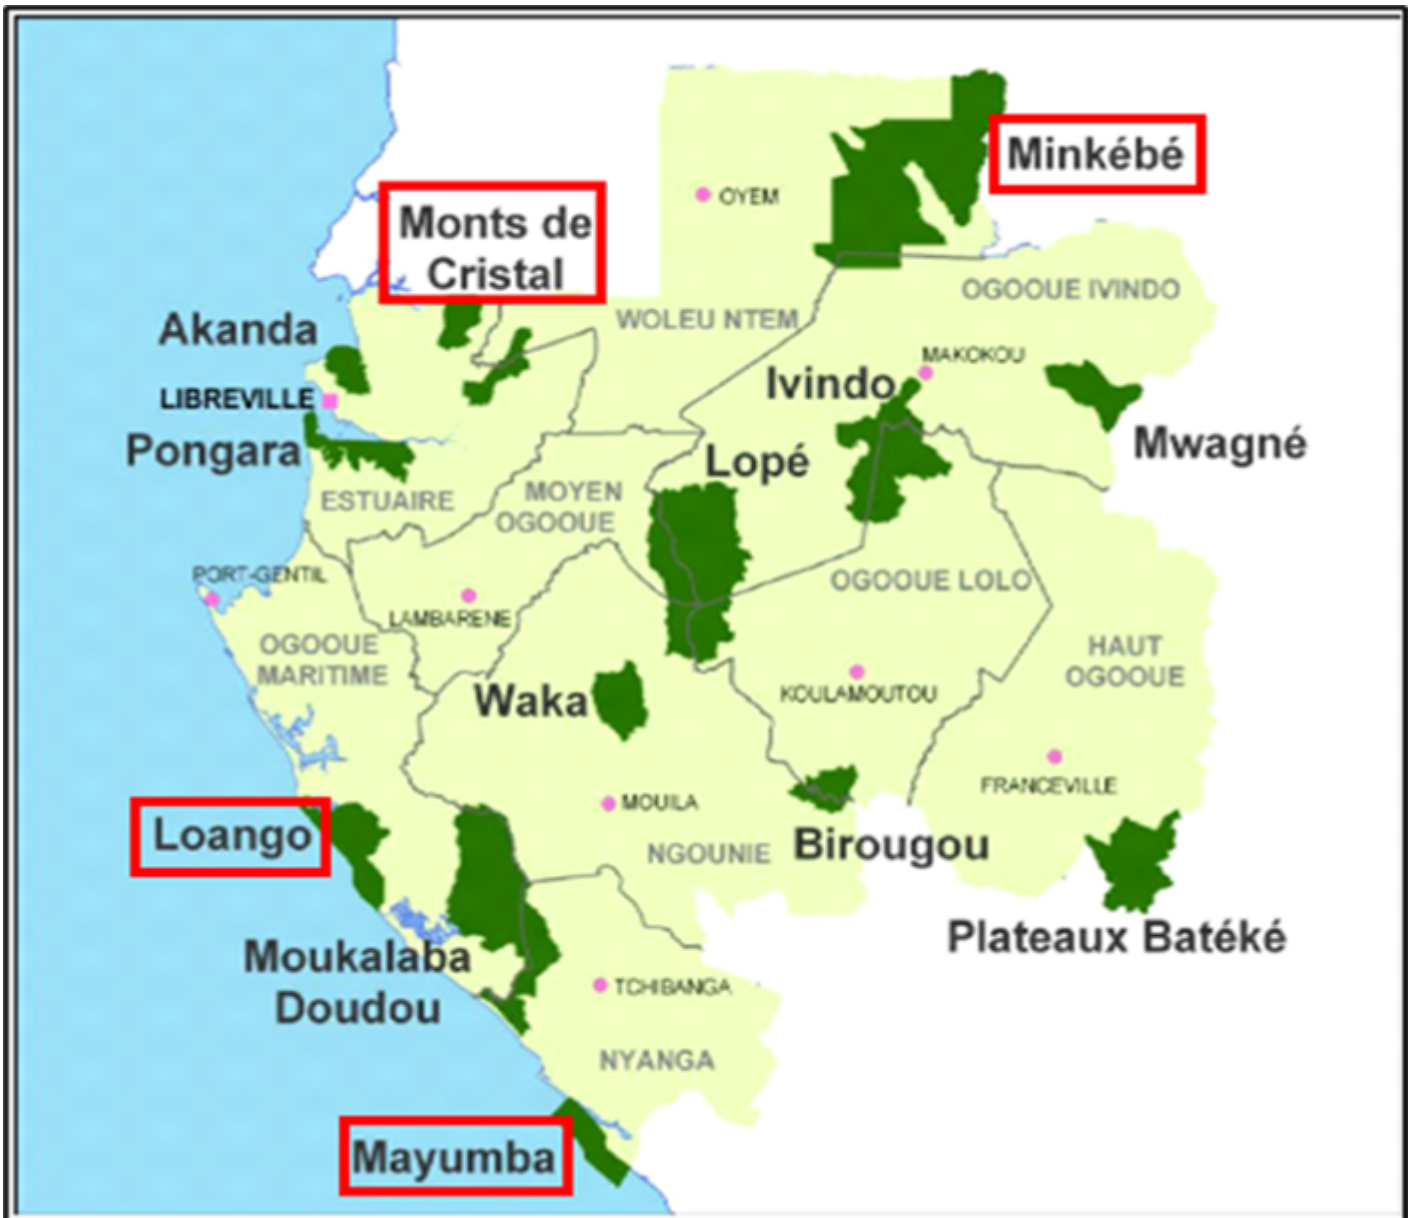 Minkébé
OYEM
Monts de
Cristal
OGOOUE IVINDO
WOLEU NTEM
Akanda
MAKOKOU
Ivindo
LIBREVILLE
Mwagné
Pongara
Lopé
MOYEN
OGOOUE
ESTUAIRE
PORT-GENTIL
OGOOUE LOLO
LAMBARENE
OGOOUE
MARITIME
HAUT
OGOOUE
KOULAMOUTOU
Waka
FRANCEVILLE
MOUILA
Loango
NGOUNIE
Birougou
Plateaux Batéké
Moukalaba
Doudou
TCHIBANGA
NYANGA
Mayumba